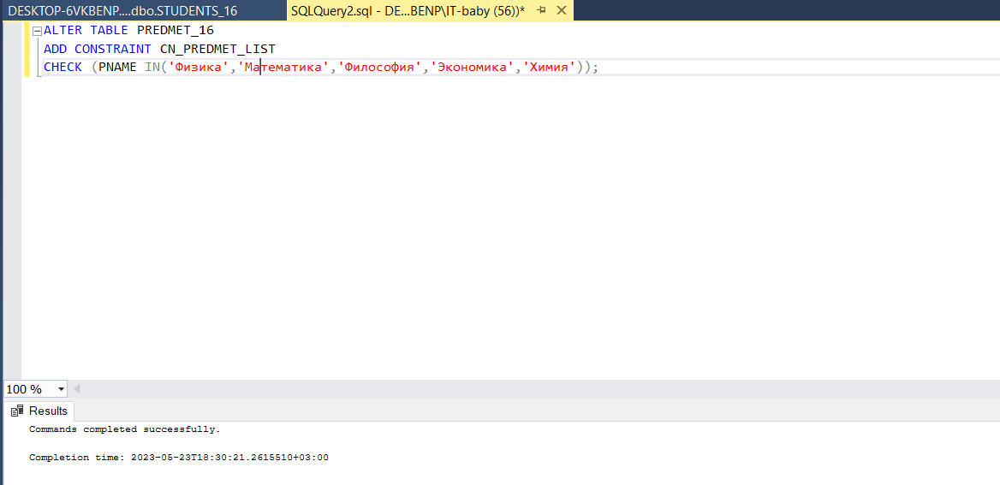 DESKTOP-6VKBENP....dbo.STUDENTS_16
SQLQuery2.sql - DE...BENP\IT-baby (56))*
ALTER TABLE PREDMET_16
ADD CONSTRAINT CN_PREDMET_LIST
CHECK (PNAME IN('Физика','Математика','Философия','Экономика','Химия'));
100 %
Results
Commands completed successfully.
Completion time: 2023-05-23T18:30:21.2615510+03:00